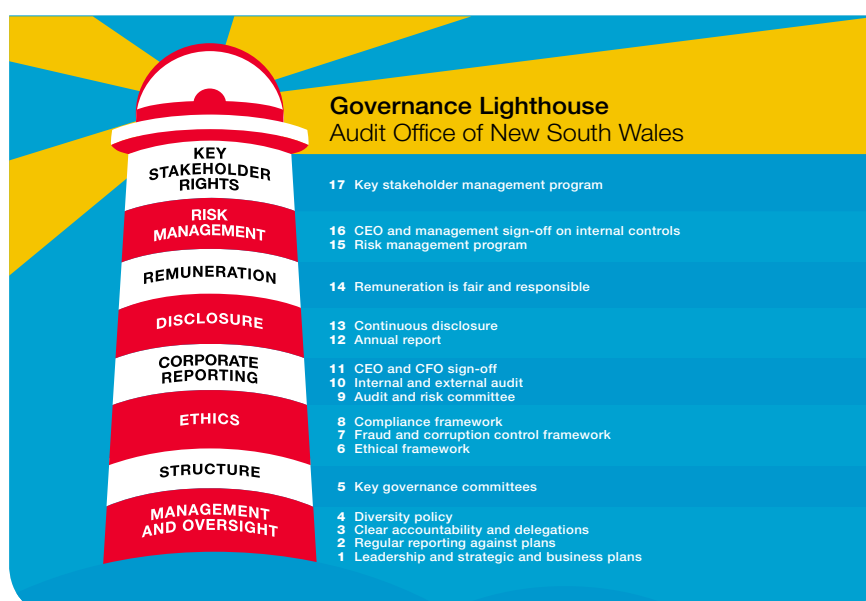 Governance Lighthouse
Audit Office of New South Wales
KEY
STAKEHOLDER
RIGHTS
17 Key stakeholder management program
RISK
MANAGEMENT
16 CEO and management sign-off on internal controls
15 Risk management program
REMUNERATION
14 Remuneration is fair and responsible
DISCLOSURE
13 Continuous disclosure
12 Annual report
CORPORATE
REPORTING
11 CEO and CFO sign-off
10 Internal and external audit
9 Audit and risk committee
ETHICS
8 Compliance framework
7 Fraud and corruption control framework
6 Ethical framework
STRUCTURE
5 Key governance committees
MANAGEMENT
AND OVERSIGHT
4 Diversity policy
3 Clear accountability and delegations
2 Regular reporting against plans
1 Leadership and strategic and business plans